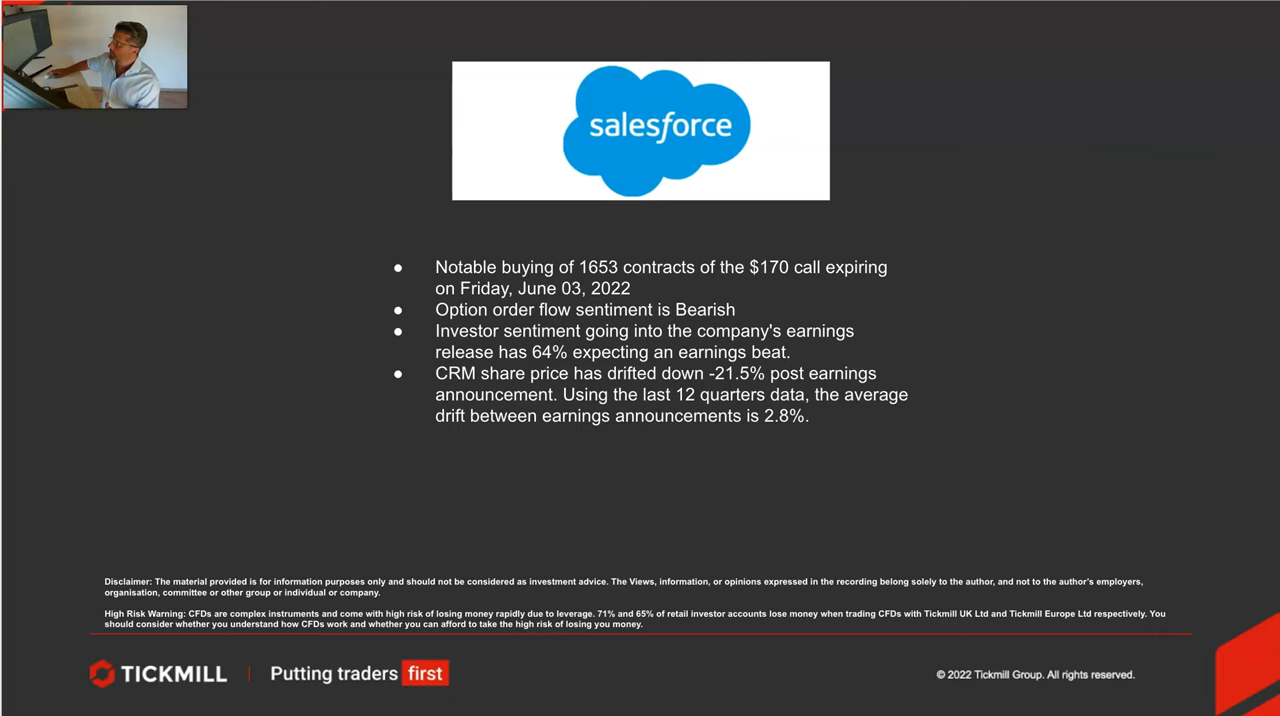 salesforce
● Notable buying of 1653 contracts of the $170 call expiring
on Friday, June 03, 2022
● Option order flow sentiment is Bearish
● Investor sentiment going into the company's earnings
release has 64% expecting an earnings beat.
● CRM share price has drifted down -21.5% post earnings
announcement. Using the last 12 quarters data, the average
drift between earnings announcements is 2.8%.
Disclaimer: The material provided is for information purposes only and should not be considered as investment advice. The Views, information, or opinions expressed in the recording belong solely to the author, and not to the author's employers,
organisation, committee or other group or individual or company.
High Risk Warning: CFDs are complex instruments and come with high risk of losing money rapidly due to leverage. 71% and 65% of retail investor accounts lose money when trading CFDs with Tickmill UK Ltd and Tickmill Europe Ltd respectively. You
should consider whether you understand how CFDs work and whether you can afford to take the high risk of losing you money.
TICKMILL | Putting traders first
© 2022 Tickmill Group. All rights reserved.